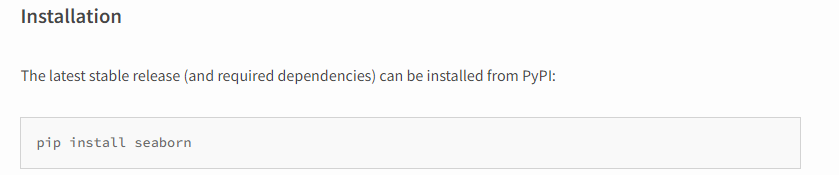 Installation
The latest stable release (and required dependencies) can be installed from PyPI:
pip install seaborn